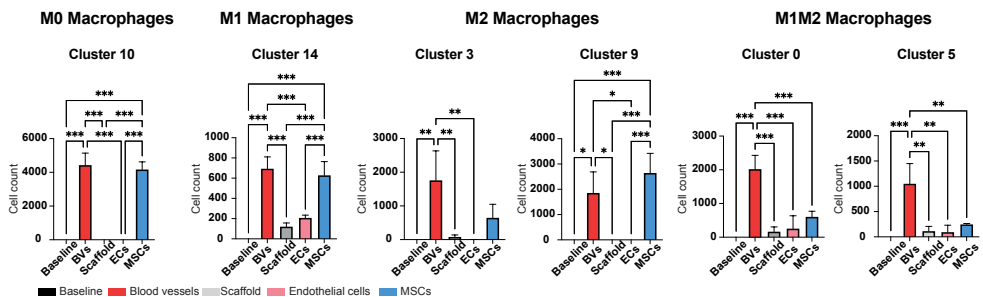 M0 Macrophages
M1 Macrophages
M2 Macrophages
M1M2 Macrophages
Cluster 10
Cluster 14
Cluster 3
Cluster 9
Cluster 0
Cluster 5
***
*** ***
*** *** ***
Cell count
6000
4000
2000
0
Baseline
BVs
Scaffold
ECs
MSCs
***
***
*** ***
*** ***
Cell count
1000
800
600
400
200
0
Baseline
BVs
Scaffold
ECs
MSCs
**
** **
Cell count
3000
2000
1000
0
Baseline
BVs
Scaffold
ECs
MSCs
***
*
***
***
* *
Cell count
4000
3000
2000
1000
0
Baseline
BVs
Scaffold
ECs
MSCs
***
*** ***
***
Cell count
3000
2000
1000
0
Baseline
BVs
Scaffold
ECs
MSCs
**
*** **
**
Cell count
2000
1500
1000
500
0
Baseline
BVs
Scaffold
ECs
MSCs
Baseline Blood vessels Scaffold Endothelial cells MSCs